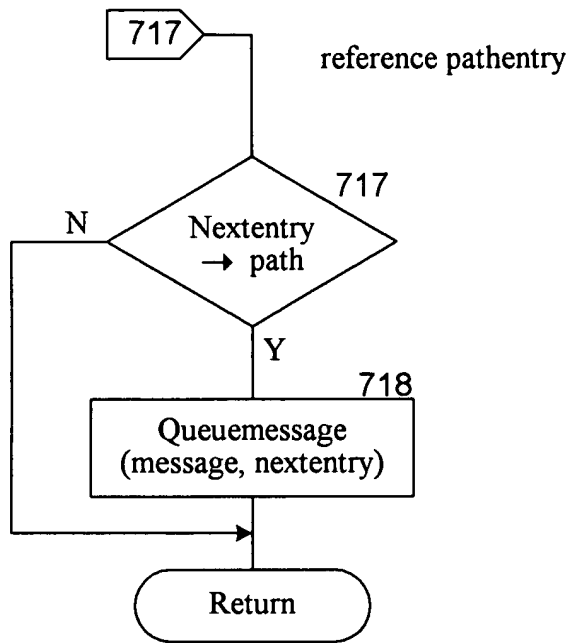 717
reference pathentry
717
N
Nextentry
→ path
Y
718
Queuemessage
(message, nextentry)
Return